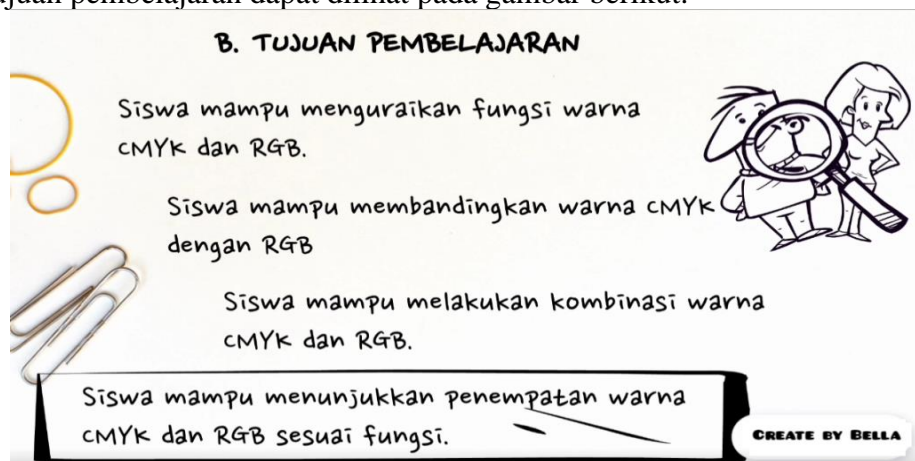 B. TUJUAN PEMBELAJARAN
Siswa mampu menguraikan fungsi warna
CMYK dan RGB.
Siswa mampu membandingkan warna CMYK
dengan RGB
Siswa mampu melakukan kombinasi warna
CMYK dan RGB.
Siswa mampu menunjukkan penempatan warna
CMYK dan RGB sesuai fungsi.
CREATE BY BELLA